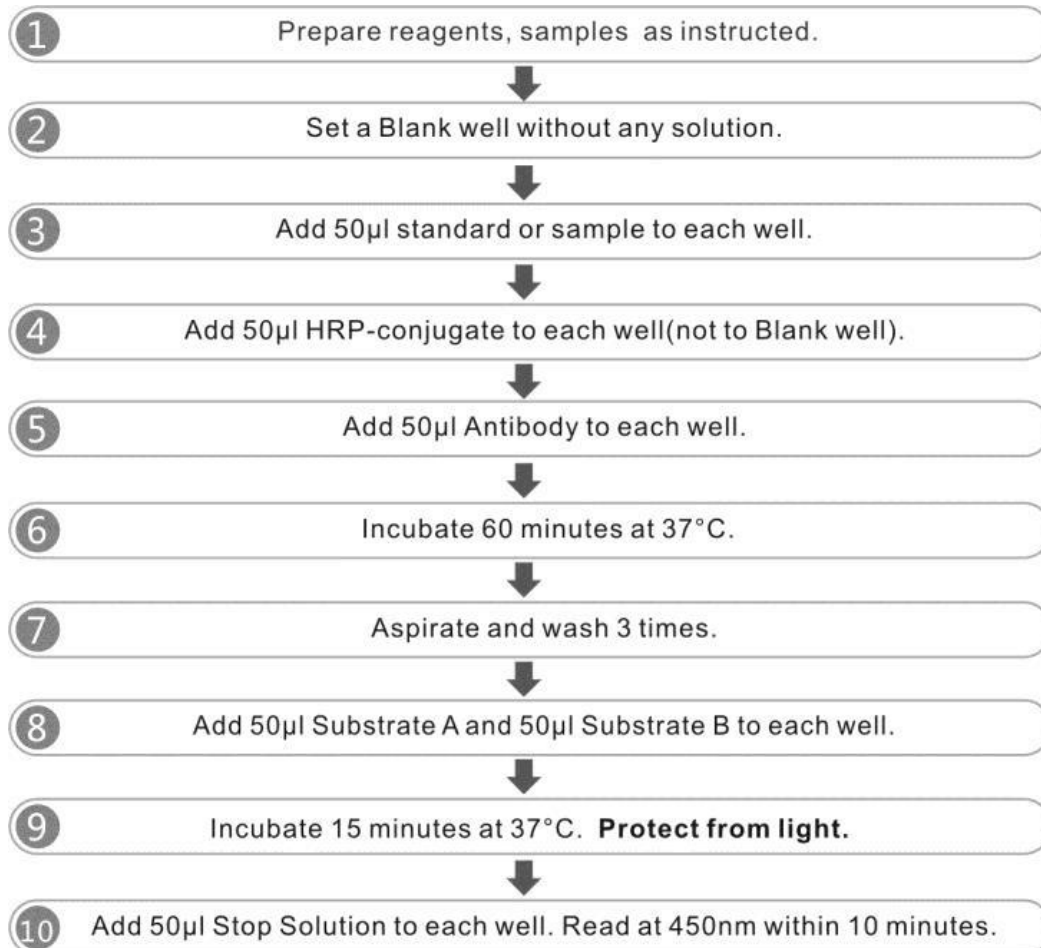 1 Prepare reagents, samples as instructed.
2 Set a Blank well without any solution.
3 Add 50µl standard or sample to each well.
4 Add 50µl HRP-conjugate to each well(not to Blank well).
5 Add 50µl Antibody to each well.
6 Incubate 60 minutes at 37°C.
7 Aspirate and wash 3 times.
8 Add 50µl Substrate A and 50µl Substrate B to each well.
9 Incubate 15 minutes at 37°C. Protect from light.
10 Add 50µl Stop Solution to each well. Read at 450nm within 10 minutes.